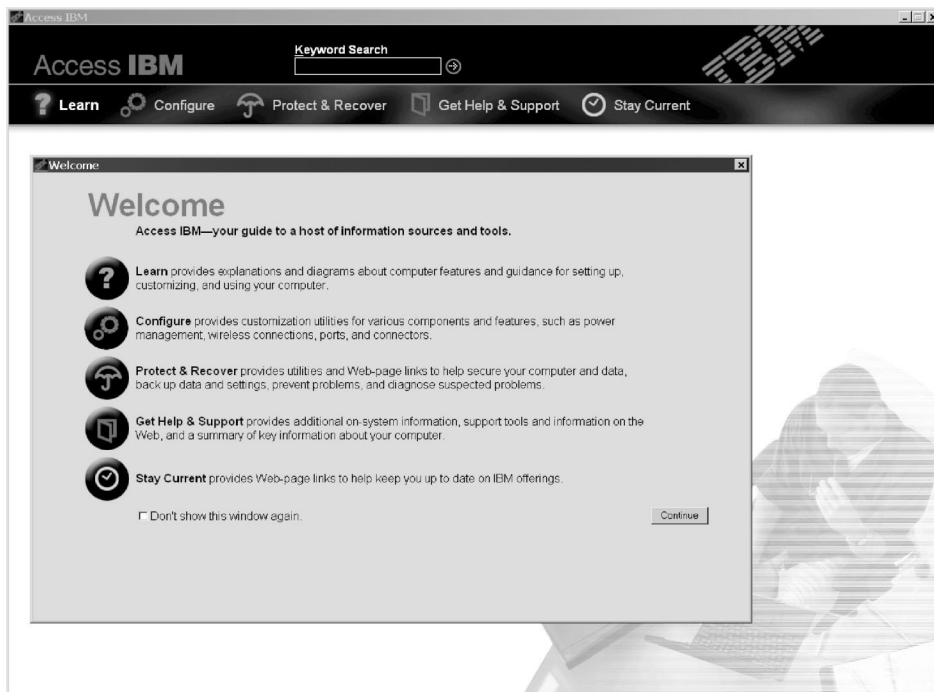 Access IBM
Keyword Search
Access IBM
IBM
Learn Configure Protect & Recover Get Help & Support Stay Current
Welcome
Welcome
Access IBM—your guide to a host of information sources and tools.
Learn provides explanations and diagrams about computer features and guidance for setting up,
customizing, and using your computer.
Configure provides customization utilities for various components and features, such as power
management, wireless connections, ports, and connectors.
Protect & Recover provides utilities and Web-page links to help secure your computer and data,
back up data and settings, prevent problems, and diagnose suspected problems.
Get Help & Support provides additional on-system information, support tools and information on the
Web, and a summary of key information about your computer.
Stay Current provides Web-page links to help keep you up to date on IBM offerings.
Don't show this window again.
Continue